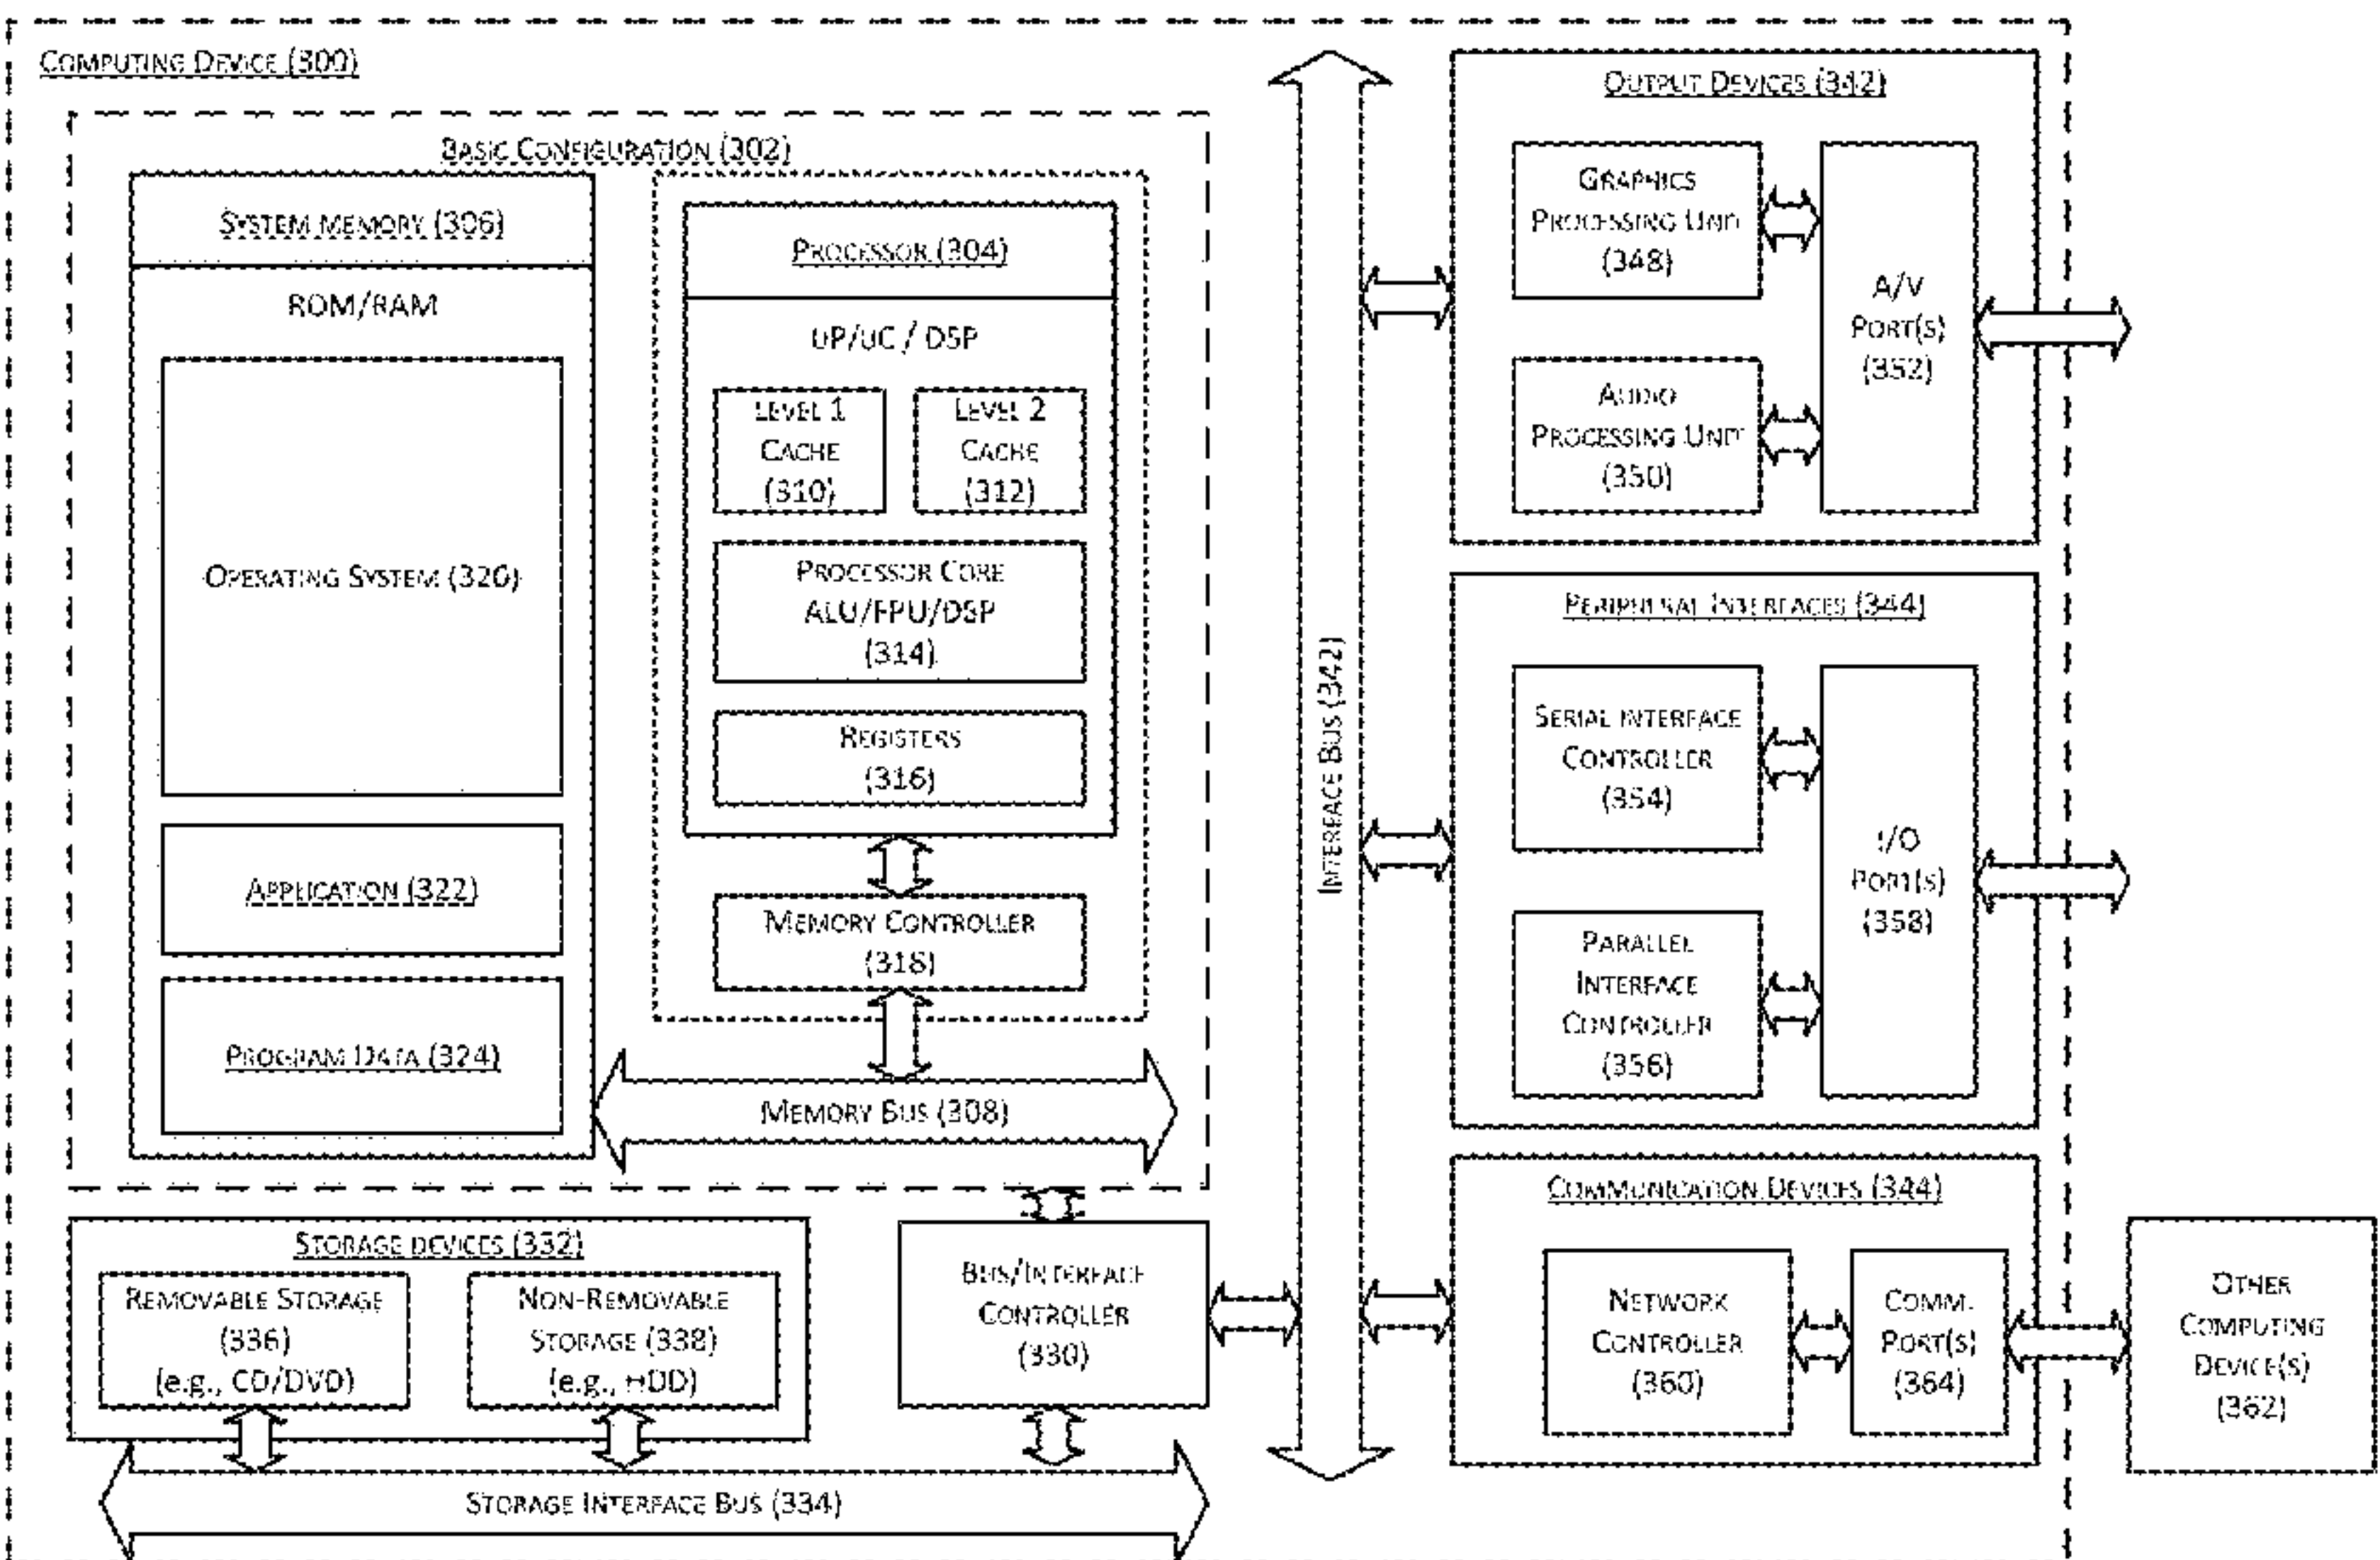 COMPUTING DEVICE (300)
BASIC CONFIGURATION (302)
SYSTEM MEMORY (306)
ROM/RAM
OPERATING SYSTEM (320)
APPLICATION (322)
PROGRAM DATA (324)
PROCESSOR (304)
UP/UC / DSP
LEVEL 1
CACHE
(310)
LEVEL 2
CACHE
(312)
PROCESSOR CORE
ALU/FPU/DSP
(314)
REGISTERS
(316)
MEMORY CONTROLLER
(318)
MEMORY BUS (308)
STORAGE DEVICES (332)
REMOVABLE STORAGE
(336)
(e.g., CD/DVD)
NON-REMOVABLE
STORAGE (338)
(e.g., HDD)
BUS/INTERFACE
CONTROLLER
(330)
STORAGE INTERFACE BUS (334)
INTERFACE BUS (342)
OUTPUT DEVICES (342)
GRAPHICS
PROCESSING UNIT
(348)
AUDIO
PROCESSING UNIT
(350)
A/V
PORT(S)
(352)
PERIPHERAL INTERFACES (344)
SERIAL INTERFACE
CONTROLLER
(354)
PARALLEL
INTERFACE
CONTROLLER
(356)
I/O
PORT(S)
(358)
COMMUNICATION DEVICES (344)
NETWORK
CONTROLLER
(360)
COMM.
PORT(S)
(364)
OTHER
COMPUTING
DEVICE(S)
(362)